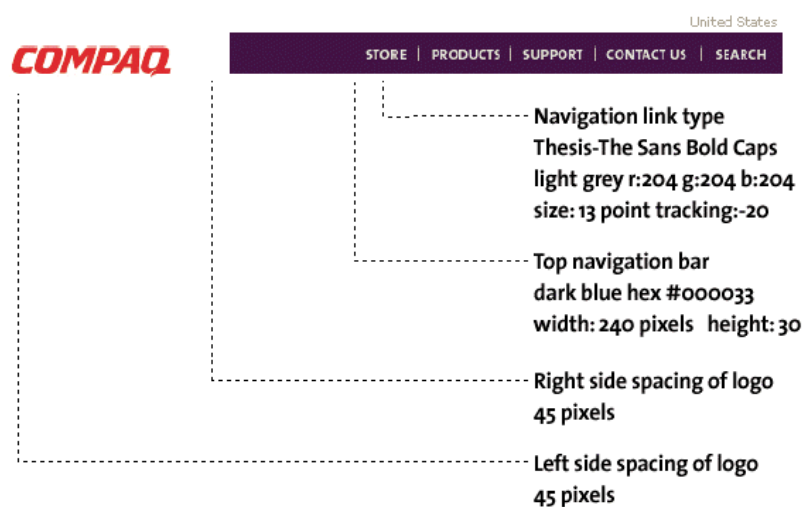 United States
COMPAQ
STORE | PRODUCTS | SUPPORT | CONTACT US | SEARCH
Navigation link type
Thesis-The Sans Bold Caps
light grey r:204 g:204 b:204
size: 13 point tracking:-20
Top navigation bar
dark blue hex #000033
width: 240 pixels height: 30
Right side spacing of logo
45 pixels
Left side spacing of logo
45 pixels